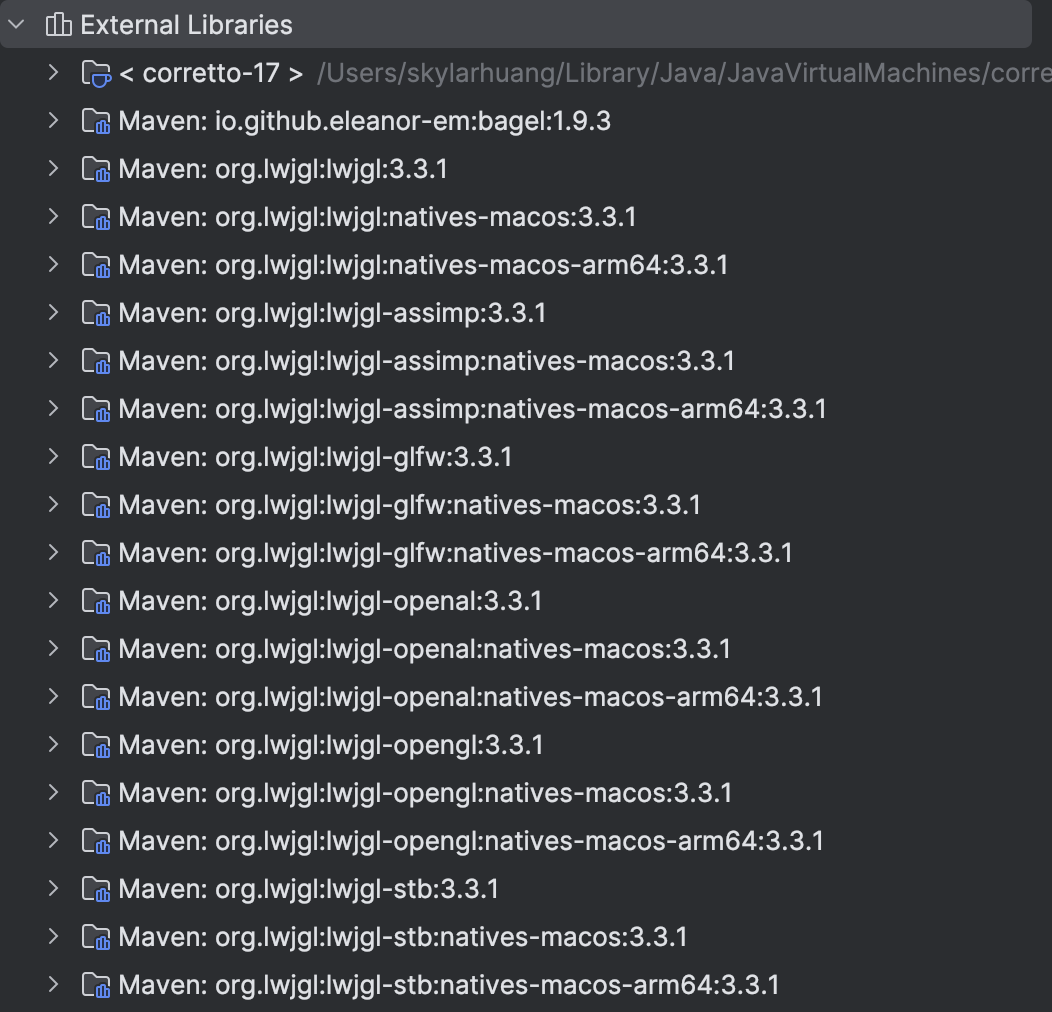 External Libraries
< corretto-17 > /Users/skylarhuang/Library/Java/JavaVirtualMachines/corre
Maven: io.github.eleanor-em:bagel:1.9.3
Maven: org.lwjgl:lwjgl:3.3.1
Maven: org.lwjgl:lwjgl:natives-macos:3.3.1
Maven: org.lwjgl:lwjgl:natives-macos-arm64:3.3.1
Maven: org.lwjgl:lwjgl-assimp:3.3.1
Maven: org.lwjgl:lwjgl-assimp:natives-macos:3.3.1
Maven: org.lwjgl:lwjgl-assimp:natives-macos-arm64:3.3.1
Maven: org.lwjgl:lwjgl-glfw:3.3.1
Maven: org.lwjgl:lwjgl-glfw:natives-macos:3.3.1
Maven: org.lwjgl:lwjgl-glfw:natives-macos-arm64:3.3.1
Maven: org.lwjgl:lwjgl-openal:3.3.1
Maven: org.lwjgl:lwjgl-openal:natives-macos:3.3.1
Maven: org.lwjgl:lwjgl-openal:natives-macos-arm64:3.3.1
Maven: org.lwjgl:lwjgl-opengl:3.3.1
Maven: org.lwjgl:lwjgl-opengl:natives-macos:3.3.1
Maven: org.lwjgl:lwjgl-opengl:natives-macos-arm64:3.3.1
Maven: org.lwjgl:lwjgl-stb:3.3.1
Maven: org.lwjgl:lwjgl-stb:natives-macos:3.3.1
Maven: org.lwjgl:lwjgl-stb:natives-macos-arm64:3.3.1